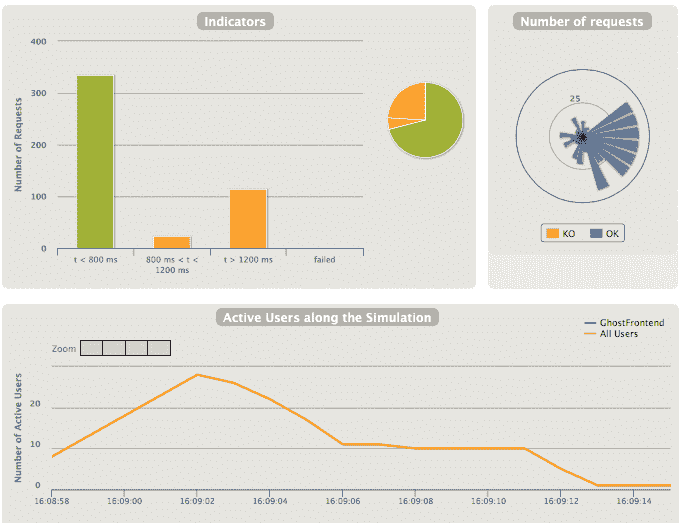 Indicators
400
300
200
100
0
Number of Requests
t < 800 ms
800 ms < t <
1200 ms
t > 1200 ms
failed
Number of requests
25
KO
OK
Active Users along the Simulation
GhostFrontend
All Users
Zoom
20
10
0
Number of Active Users
16:08:58
16:09:00
16:09:02
16:09:04
16:09:06
16:09:08
16:09:10
16:09:12
16:09:14